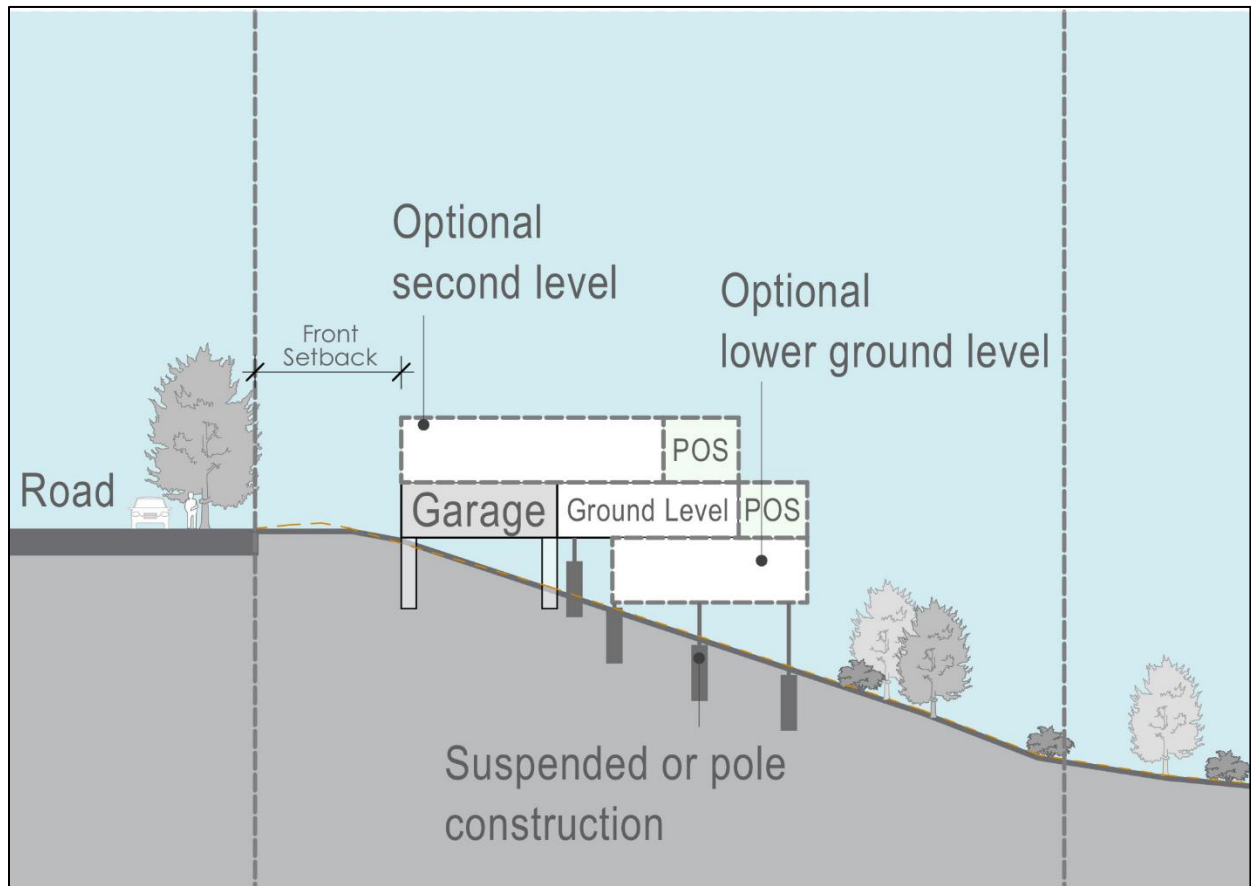 Optional
second level
Optional
lower ground level
Front
Setback
POS
Road
Garage
Ground Level
POS
Suspended or pole
construction